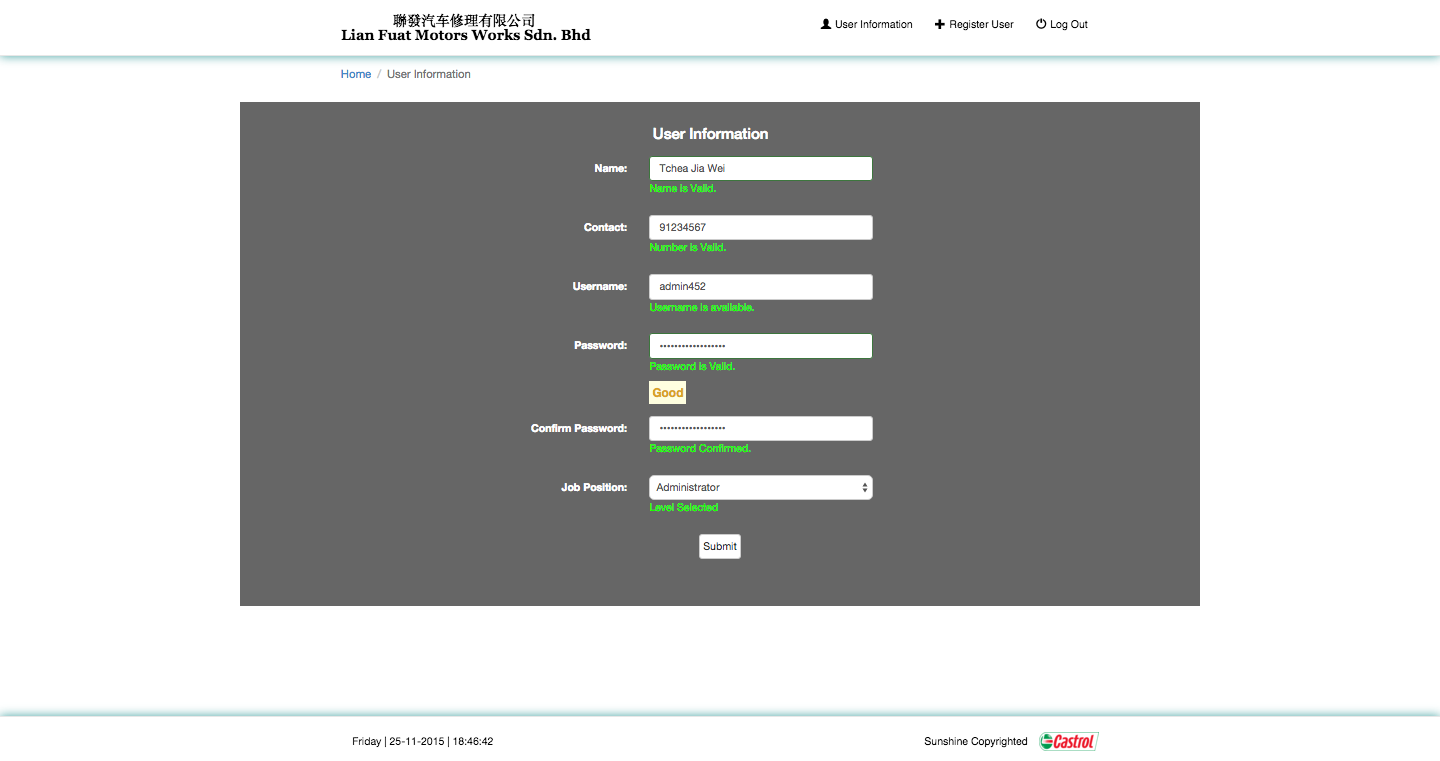 聯發汽车修理有限公司
Lian Fuat Motors Works Sdn. Bhd
User Information
Register User
Log Out
Home / User Information
User Information
Name:
Tchea Jia Wei
Name is Valid.
Contact:
91234567
Number is Valid.
Username:
admin452
Username is available.
Password:
••••••••••••••••••
Password is Valid.
Good
Confirm Password:
••••••••••••••••••
Password Confirmed.
Job Position:
Administrator
Level Selected
Submit
Friday | 25-11-2015 | 18:46:42
Sunshine Copyrighted
Castrol